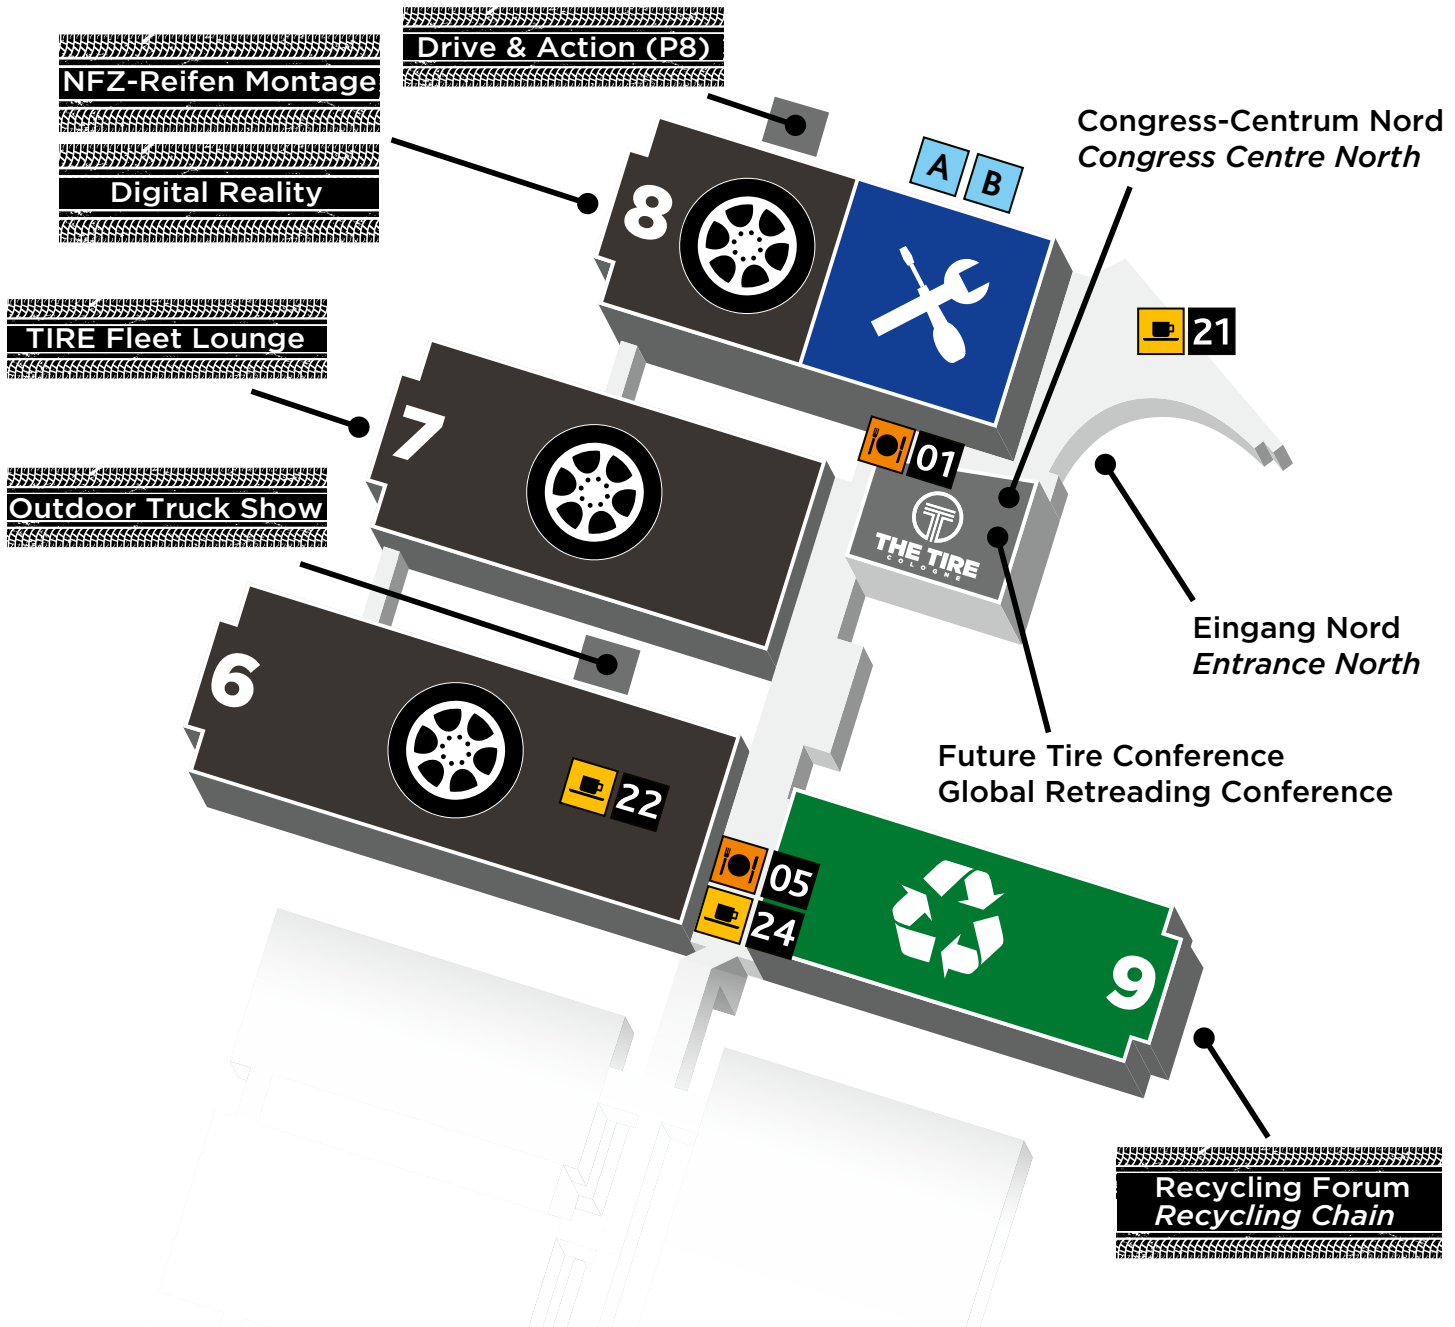 Drive & Action (P8)
NFZ-Reifen Montage
Digital Reality
Congress-Centrum Nord
Congress Centre North
A
B
8
21
TIRE Fleet Lounge
7
01
Outdoor Truck Show
THE TIRE
COLOGNE
Eingang Nord
Entrance North
6
Future Tire Conference
Global Retreading Conference
22
05
24
9
Recycling Forum
Recycling Chain